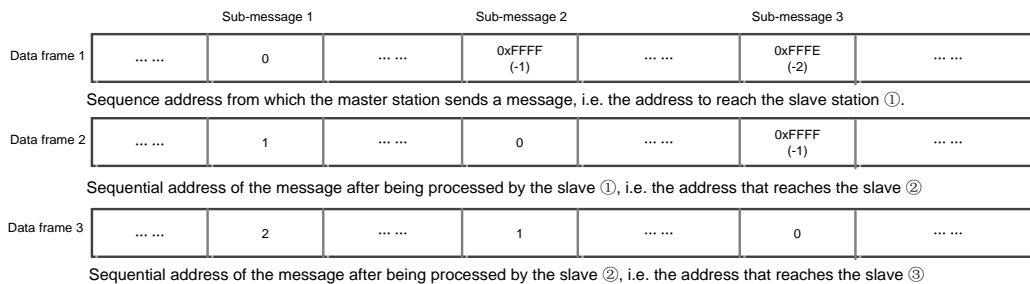 Sub-message 1 Sub-message 2 Sub-message 3
Data frame 1 ... ... 0 ... ... 0xFFFF (-1) ... ... 0xFFFE (-2) ... ...
Sequence address from which the master station sends a message, i.e. the address to reach the slave station ①.
Data frame 2 ... ... 1 ... ... 0 ... ... 0xFFFF (-1) ... ...
Sequential address of the message after being processed by the slave ①, i.e. the address that reaches the slave ②
Data frame 3 ... ... 2 ... ... 1 ... ... 0 ... ...
Sequential address of the message after being processed by the slave ②, i.e. the address that reaches the slave ③